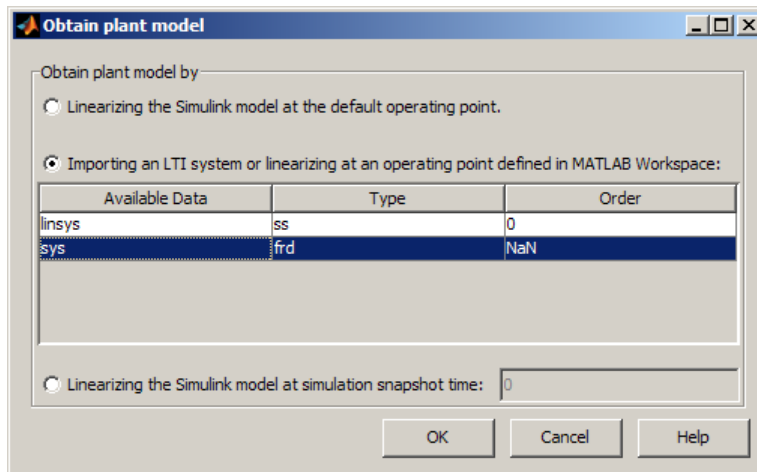 Obtain plant model
Obtain plant model by
Linearizing the Simulink model at the default operating point.
Importing an LTI system or linearizing at an operating point defined in MATLAB Workspace:
Available Data Type Order
linsys ss 0
sys frd NaN
Linearizing the Simulink model at simulation snapshot time: 0
OK Cancel Help